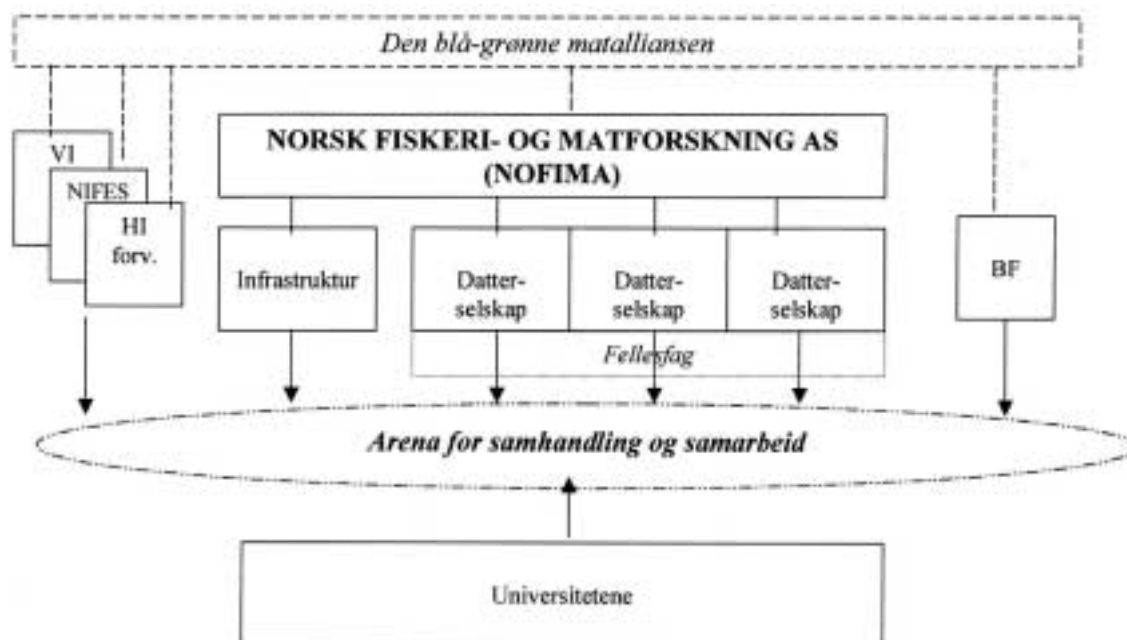 Den blå-grønne matalliansen
NORSK FISKERI- OG MATFORSKNING AS
(NOFIMA)
VI
NIFES
HI
forv.
Infrastruktur
Datter-
selskap
Datter-
selskap
Datter-
selskap
BF
Fellesfag
Arena for samhandling og samarbeid
Universitetene